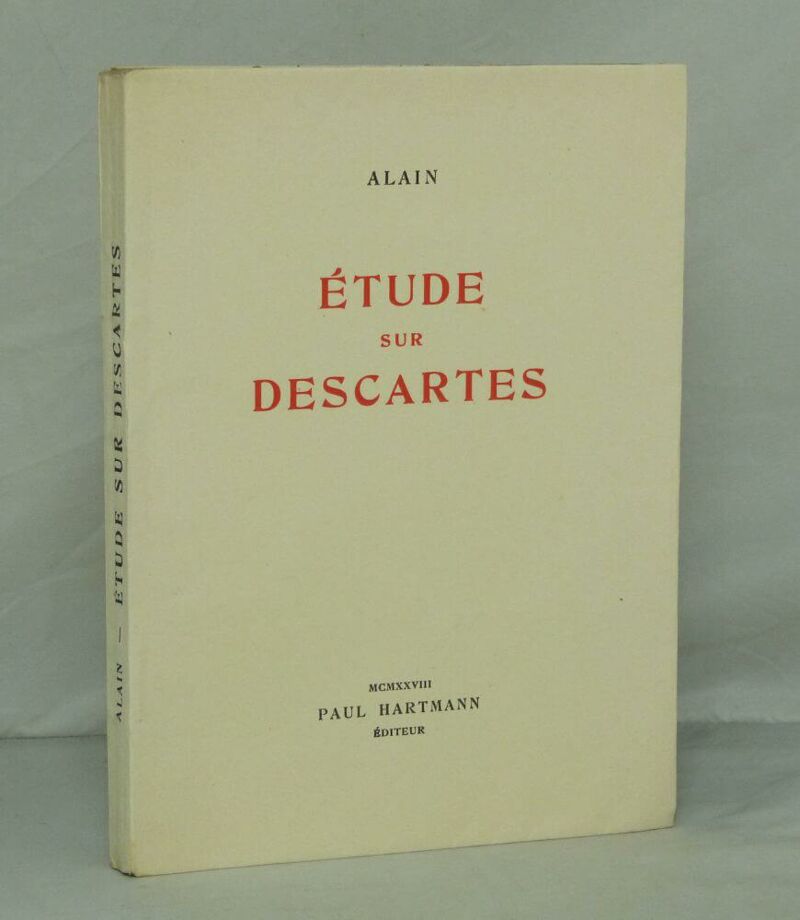 ALAIN
ÉTUDE
SUR
DESCARTES
MCMXXVIII
PAUL HARTMANN
ÉDITEUR
ALAIN — ÉTUDE SUR DESCARTES